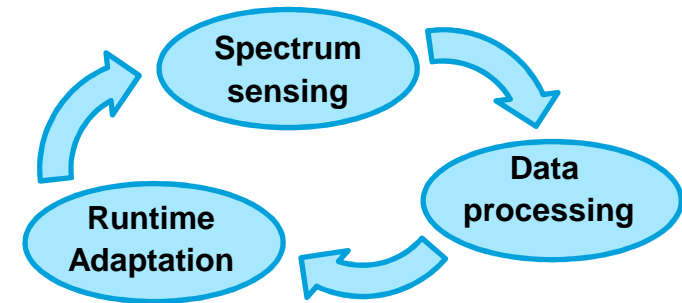 Spectrum
sensing
Data
processing
Runtime
Adaptation